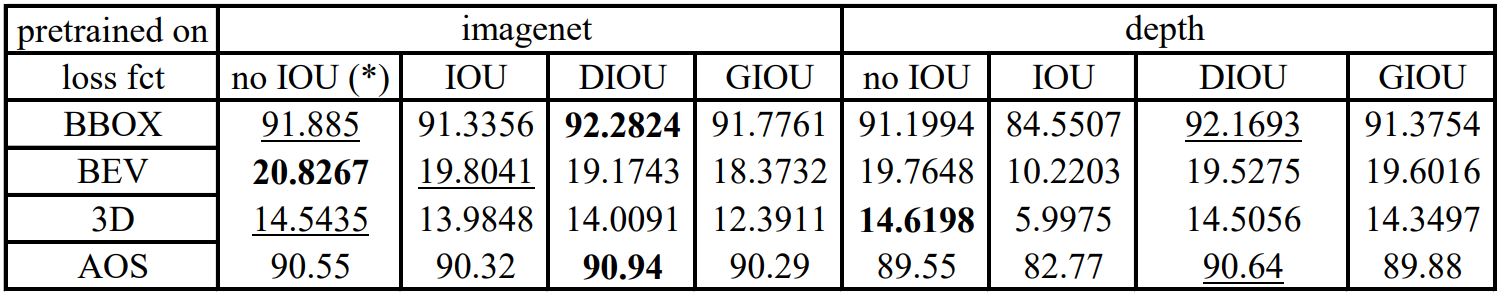 pretrained on imagenet depth
loss fct no IOU (*) IOU DIOU GIOU no IOU IOU DIOU GIOU
BBOX 91.885 91.3356 92.2824 91.7761 91.1994 84.5507 92.1693 91.3754
BEV 20.8267 19.8041 19.1743 18.3732 19.7648 10.2203 19.5275 19.6016
3D 14.5435 13.9848 14.0091 12.3911 14.6198 5.9975 14.5056 14.3497
AOS 90.55 90.32 90.94 90.29 89.55 82.77 90.64 89.88